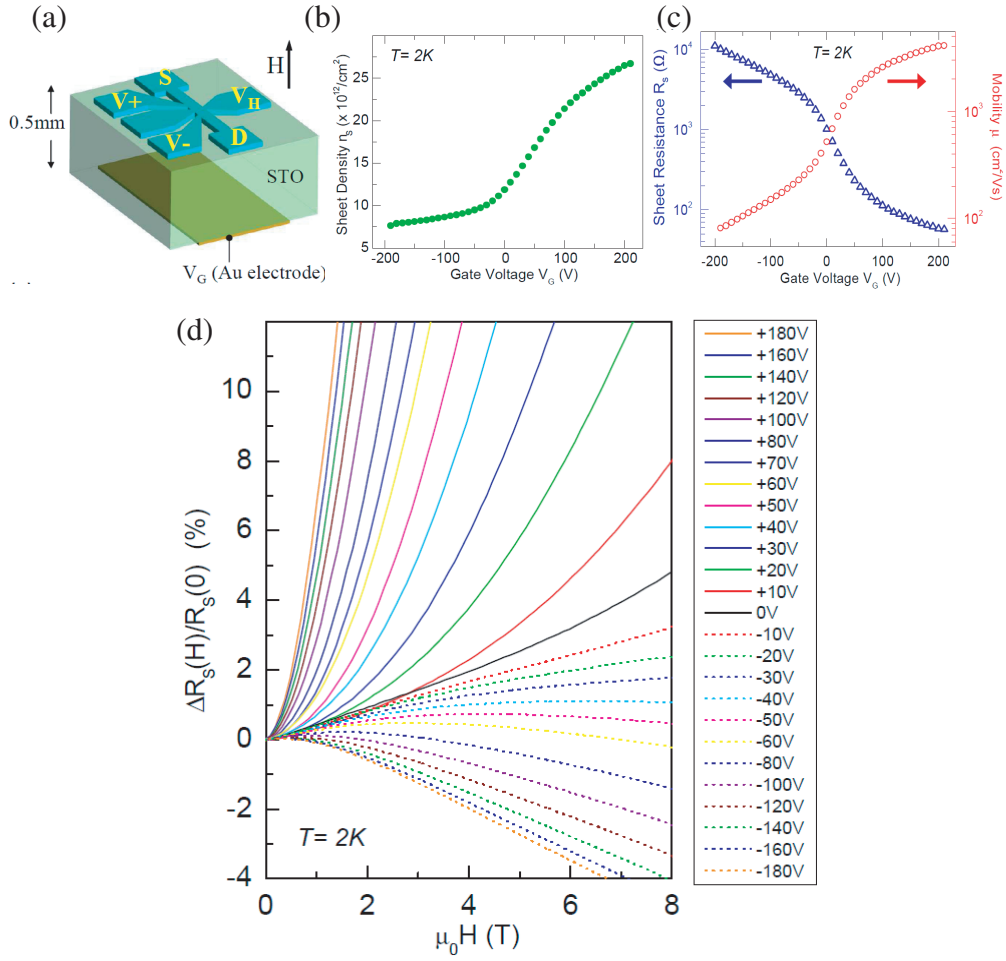 (a)
H
S
V+
V_H
0.5mm
V-
D
STO
V_G (Au electrode)
(b)
T= 2K
Sheet Density n_s (x 10^12/cm^2)
25
20
15
10
5
-200
-100
0
100
200
Gate Voltage V_G (V)
(c)
T= 2K
Sheet Resistance R_s (Ω)
10^4
10^3
10^2
Mobility μ (cm^2/Vs)
10^3
10^2
-200
-100
0
100
200
Gate Voltage V_G (V)
(d)
ΔR_S(H)/R_S(0) (%)
10
8
6
4
2
0
-2
-4
T= 2K
0
2
4
6
8
μ_0H (T)
+180V
+160V
+140V
+120V
+100V
+80V
+70V
+60V
+50V
+40V
+30V
+20V
+10V
0V
-10V
-20V
-30V
-40V
-50V
-60V
-80V
-100V
-120V
-140V
-160V
-180V